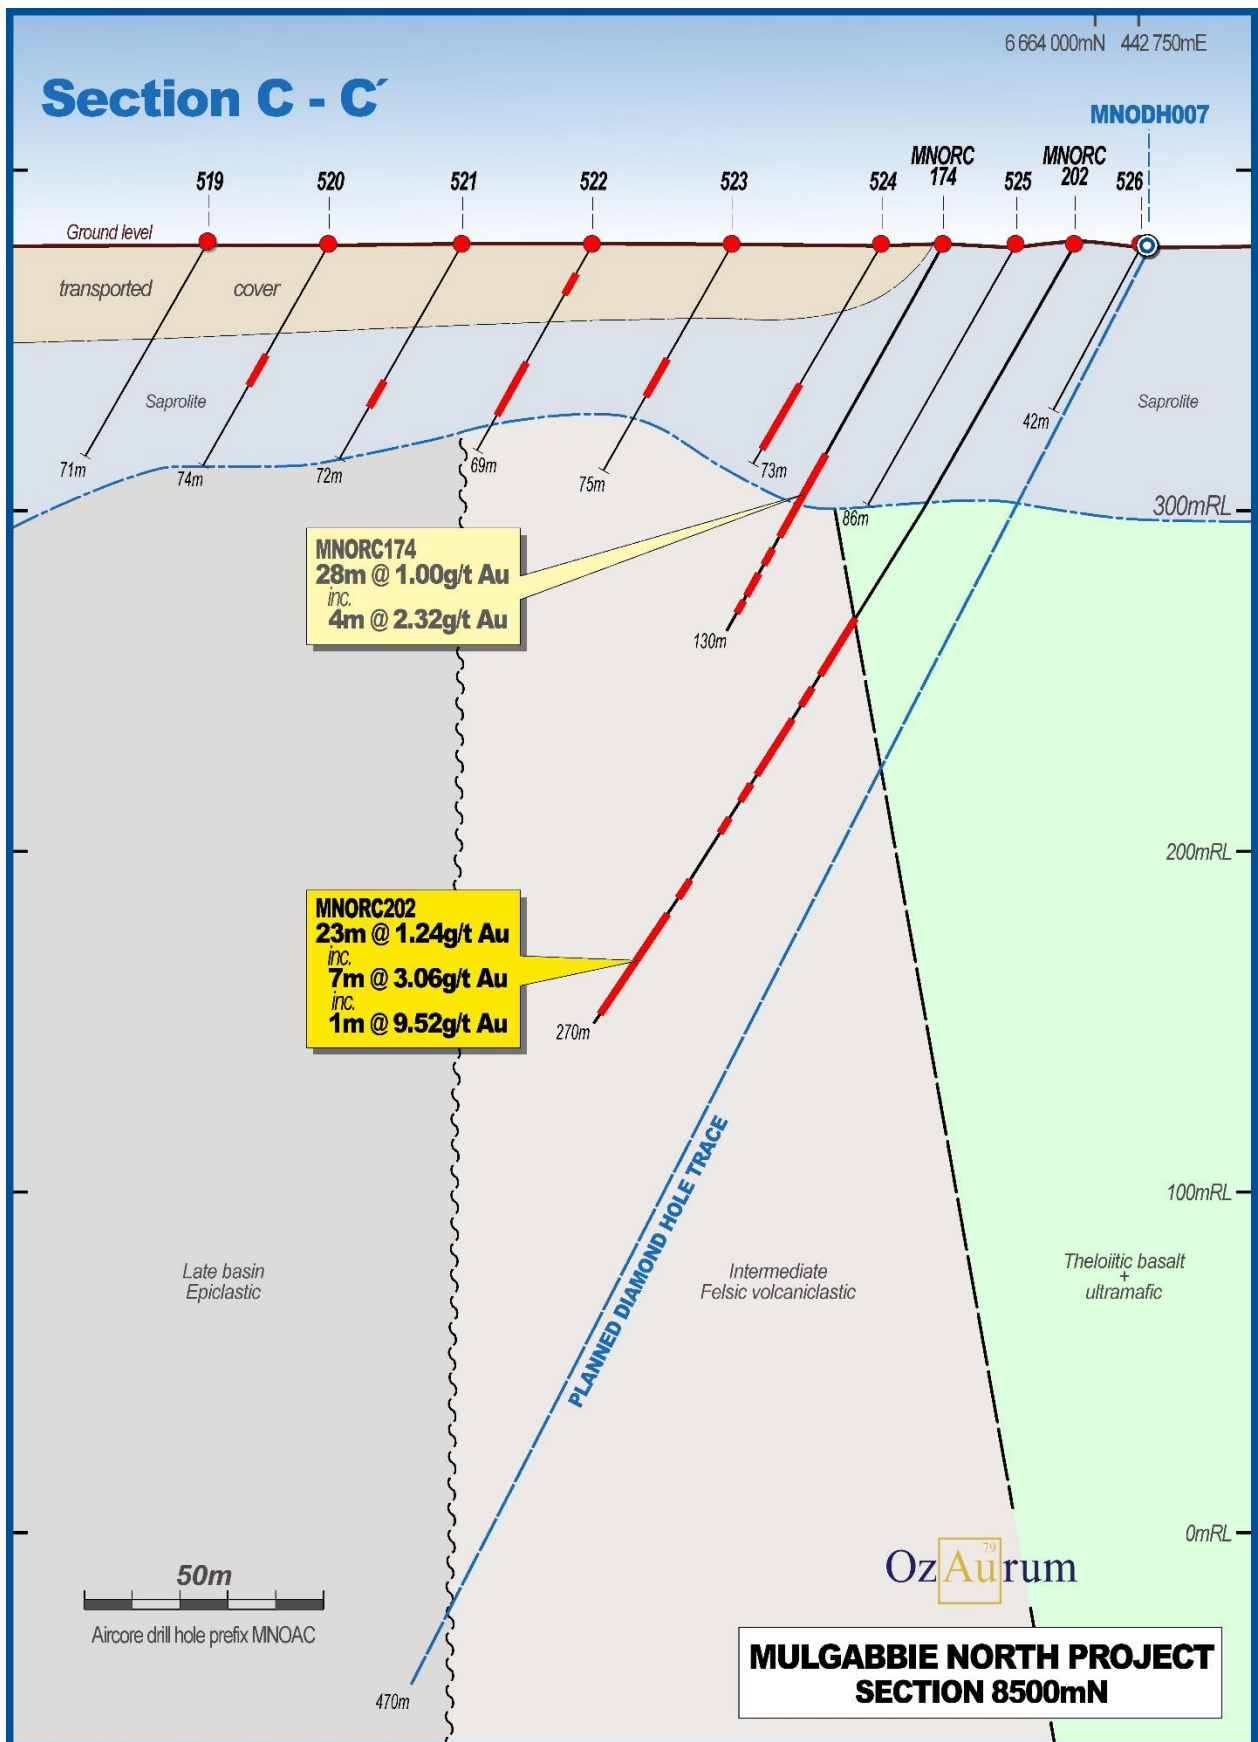 6 664 000mN 442 750mE
Section C - C´
MNODH007
519
520
521
522
523
524
MNORC
174
525
MNORC
202
526
Ground level
transported cover
Saprolite
Saprolite
71m
74m
72m
69m
75m
73m
86m
42m
300mRL
MNORC174
28m @ 1.00g/t Au
inc.
4m @ 2.32g/t Au
130m
200mRL
MNORC202
23m @ 1.24g/t Au
inc.
7m @ 3.06g/t Au
inc.
1m @ 9.52g/t Au
270m
PLANNED DIAMOND HOLE TRACE
100mRL
Late basin
Epiclastic
Intermediate
Felsic volcaniclastic
Theloiitic basalt
+
ultramafic
0mRL
79
OzAurum
50m
Aircore drill hole prefix MNOAC
470m
MULGABBIE NORTH PROJECT
SECTION 8500mN